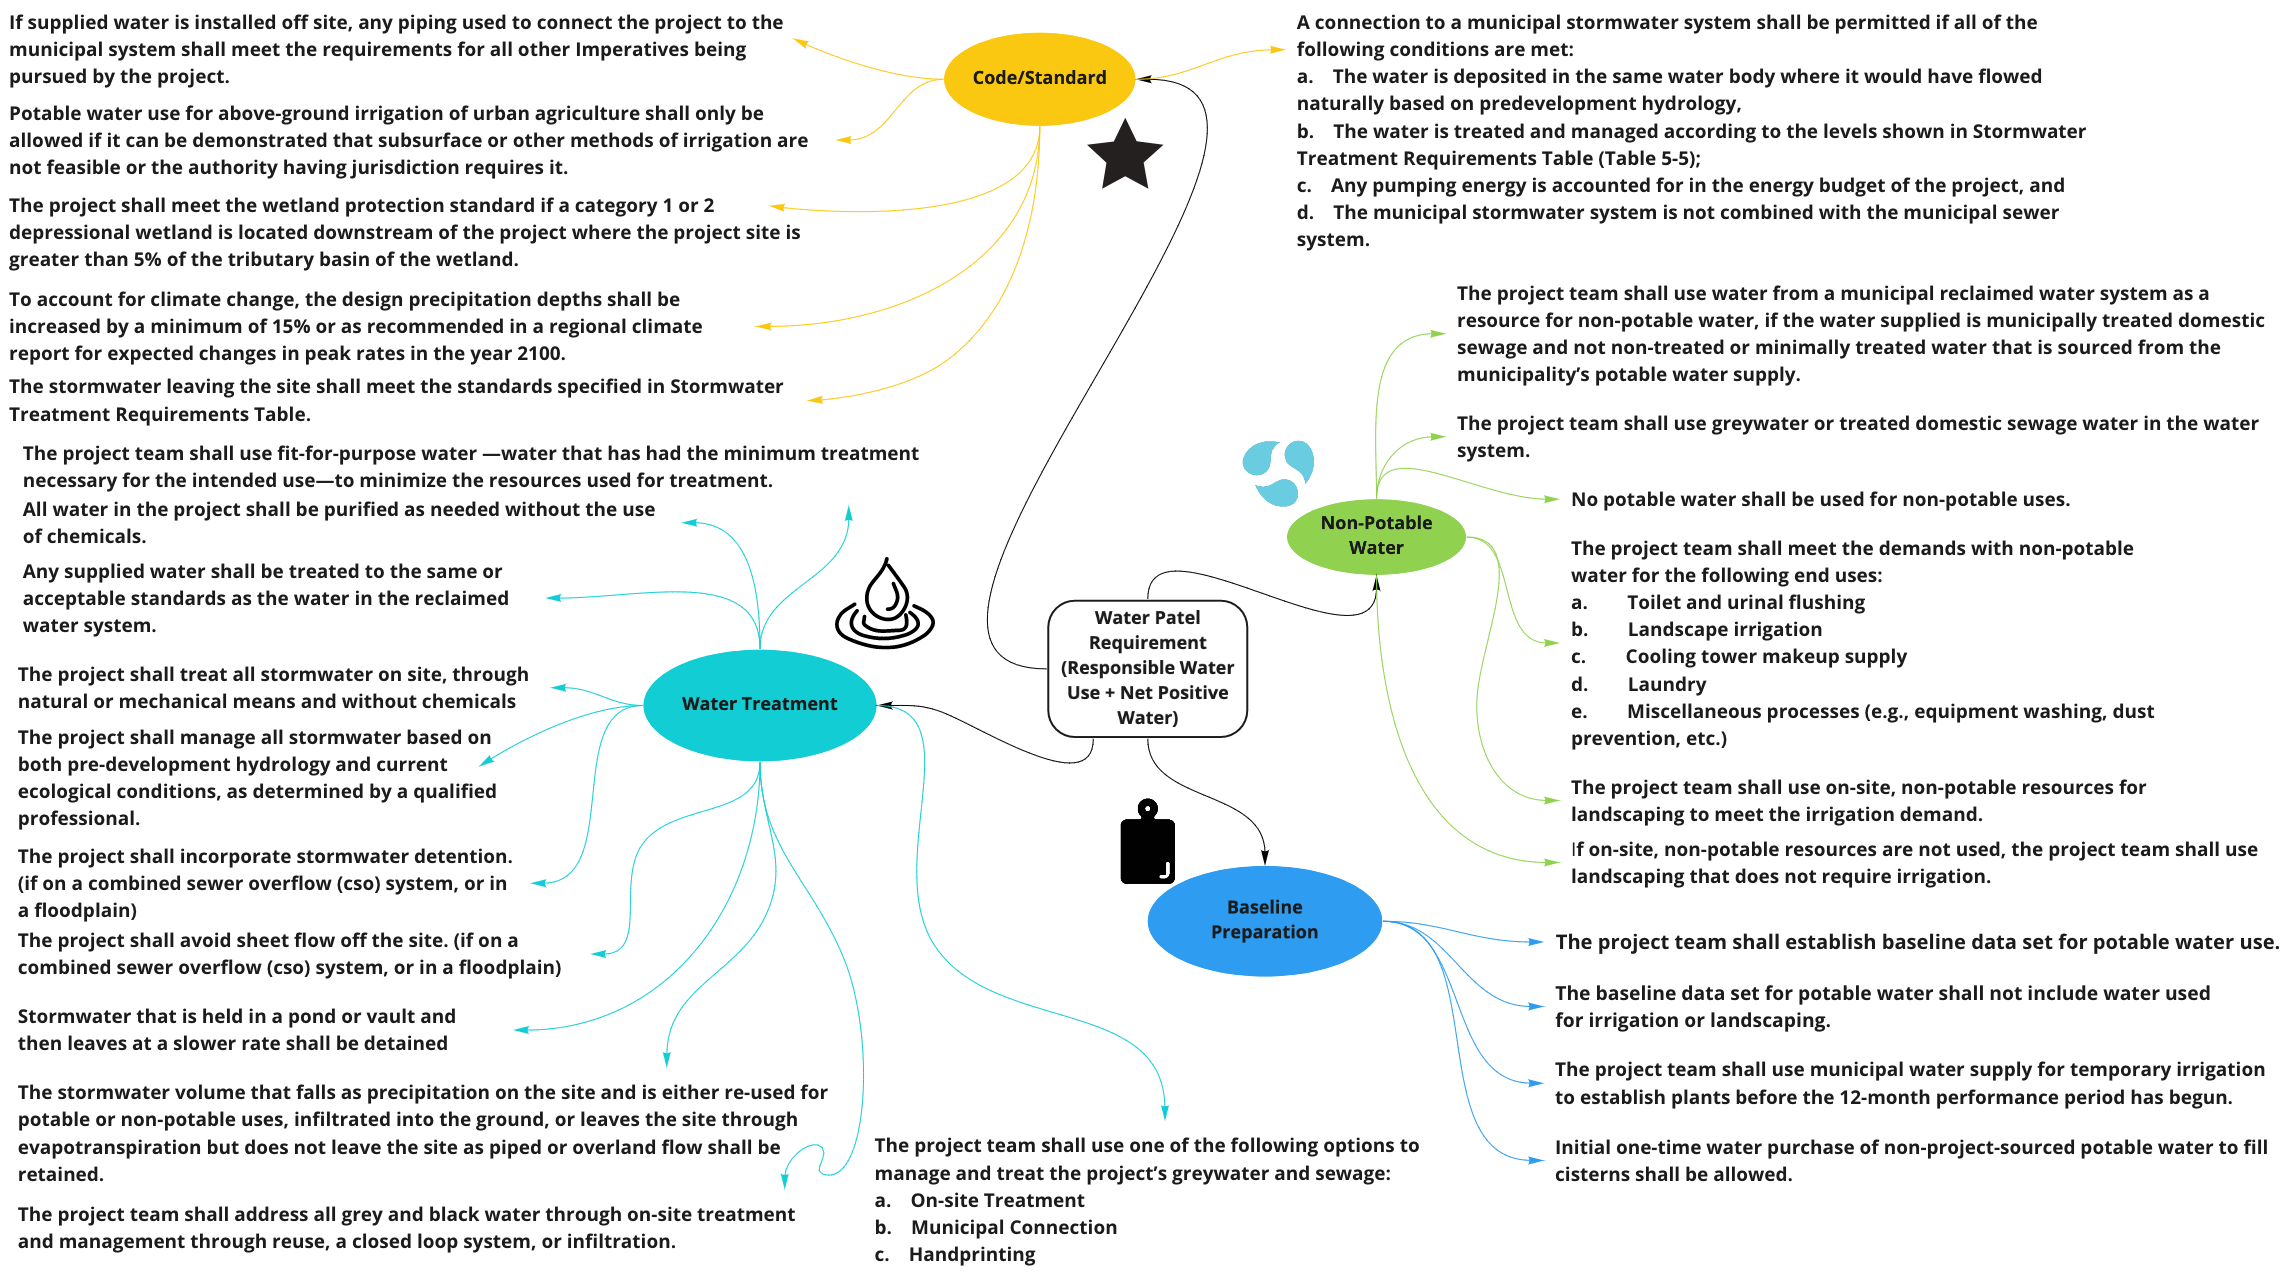 If supplied water is installed off site, any piping used to connect the project to the
municipal system shall meet the requirements for all other Imperatives being
pursued by the project.
Potable water use for above-ground irrigation of urban agriculture shall only be
allowed if it can be demonstrated that subsurface or other methods of irrigation are
not feasible or the authority having jurisdiction requires it.
The project shall meet the wetland protection standard if a category 1 or 2
depressional wetland is located downstream of the project where the project site is
greater than 5% of the tributary basin of the wetland.
To account for climate change, the design precipitation depths shall be
increased by a minimum of 15% or as recommended in a regional climate
report for expected changes in peak rates in the year 2100.
The stormwater leaving the site shall meet the standards specified in Stormwater
Treatment Requirements Table.
Code/Standard
A connection to a municipal stormwater system shall be permitted if all of the
following conditions are met:
a. The water is deposited in the same water body where it would have flowed
naturally based on predevelopment hydrology,
b. The water is treated and managed according to the levels shown in Stormwater
Treatment Requirements Table (Table 5-5);
c. Any pumping energy is accounted for in the energy budget of the project, and
d. The municipal stormwater system is not combined with the municipal sewer
system.
The project team shall use water from a municipal reclaimed water system as a
resource for non-potable water, if the water supplied is municipally treated domestic
sewage and not non-treated or minimally treated water that is sourced from the
municipality's potable water supply.
The project team shall use greywater or treated domestic sewage water in the water
system.
No potable water shall be used for non-potable uses.
Non-Potable
Water
The project team shall meet the demands with non-potable
water for the following end uses:
a. Toilet and urinal flushing
b. Landscape irrigation
c. Cooling tower makeup supply
d. Laundry
e. Miscellaneous processes (e.g., equipment washing, dust
prevention, etc.)
The project team shall use on-site, non-potable resources for
landscaping to meet the irrigation demand.
If on-site, non-potable resources are not used, the project team shall use
landscaping that does not require irrigation.
Water Patel
Requirement
(Responsible Water
Use + Net Positive
Water)
The project team shall use fit-for-purpose water —water that has had the minimum treatment
necessary for the intended use—to minimize the resources used for treatment.
All water in the project shall be purified as needed without the use
of chemicals.
Any supplied water shall be treated to the same or
acceptable standards as the water in the reclaimed
water system.
The project shall treat all stormwater on site, through
natural or mechanical means and without chemicals
Water Treatment
The project shall manage all stormwater based on
both pre-development hydrology and current
ecological conditions, as determined by a qualified
professional.
The project shall incorporate stormwater detention.
(if on a combined sewer overflow (cso) system, or in
a floodplain)
The project shall avoid sheet flow off the site. (if on a
combined sewer overflow (cso) system, or in a floodplain)
Stormwater that is held in a pond or vault and
then leaves at a slower rate shall be detained
The stormwater volume that falls as precipitation on the site and is either re-used for
potable or non-potable uses, infiltrated into the ground, or leaves the site through
evapotranspiration but does not leave the site as piped or overland flow shall be
retained.
The project team shall address all grey and black water through on-site treatment
and management through reuse, a closed loop system, or infiltration.
The project team shall use one of the following options to
manage and treat the project's greywater and sewage:
a. On-site Treatment
b. Municipal Connection
c. Handprinting
Baseline
Preparation
The project team shall establish baseline data set for potable water use.
The baseline data set for potable water shall not include water used
for irrigation or landscaping.
The project team shall use municipal water supply for temporary irrigation
to establish plants before the 12-month performance period has begun.
Initial one-time water purchase of non-project-sourced potable water to fill
cisterns shall be allowed.